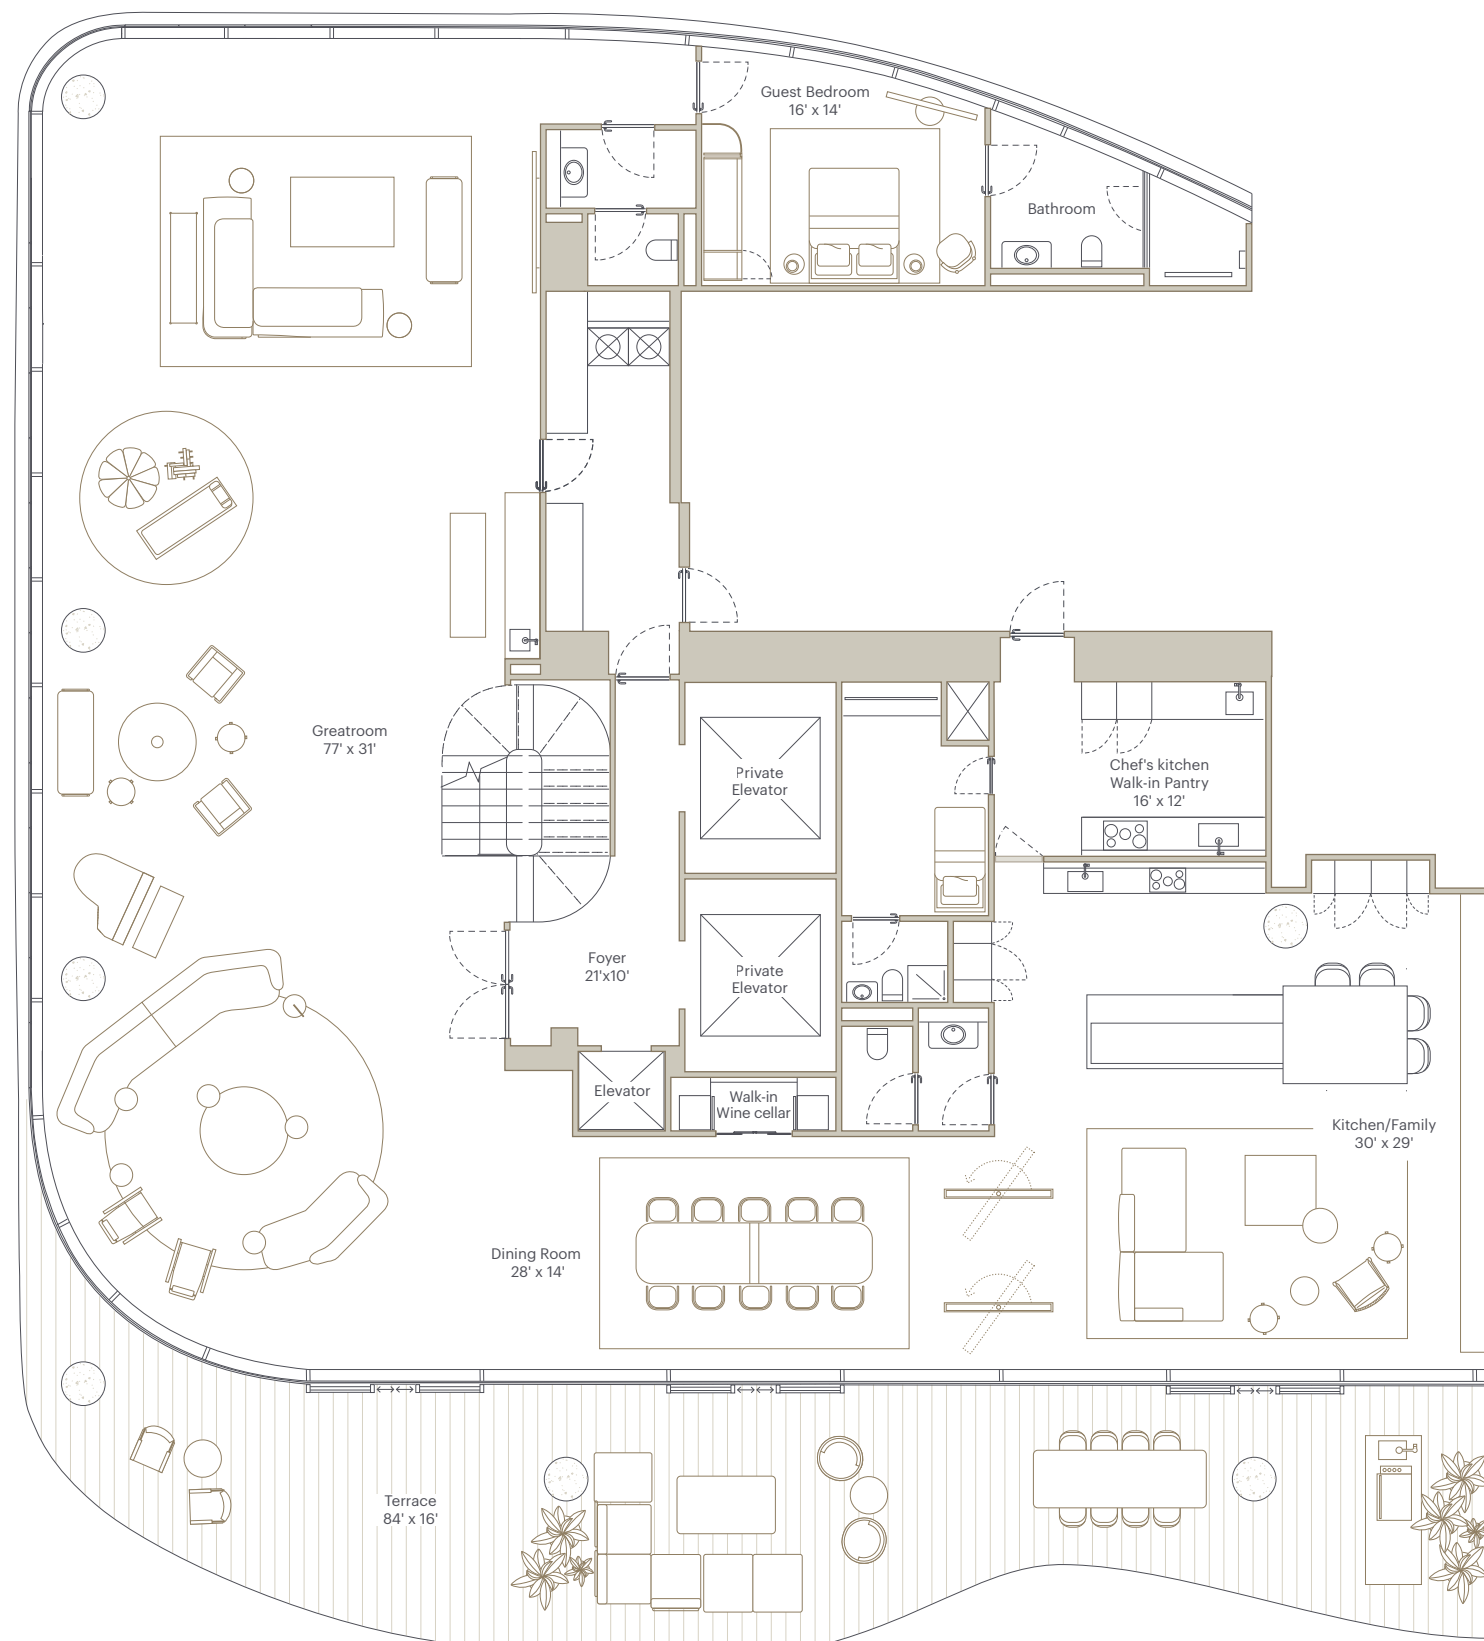 Guest Bedroom
16' x 14'
Bathroom
Greatroom
77' x 31'
Private
Elevator
Chef's kitchen
Walk-in Pantry
16' x 12'
Foyer
21'x10'
Private
Elevator
Elevator
Walk-in
Wine cellar
Kitchen/Family
30' x 29'
Dining Room
28' x 14'
Terrace
84' x 16'